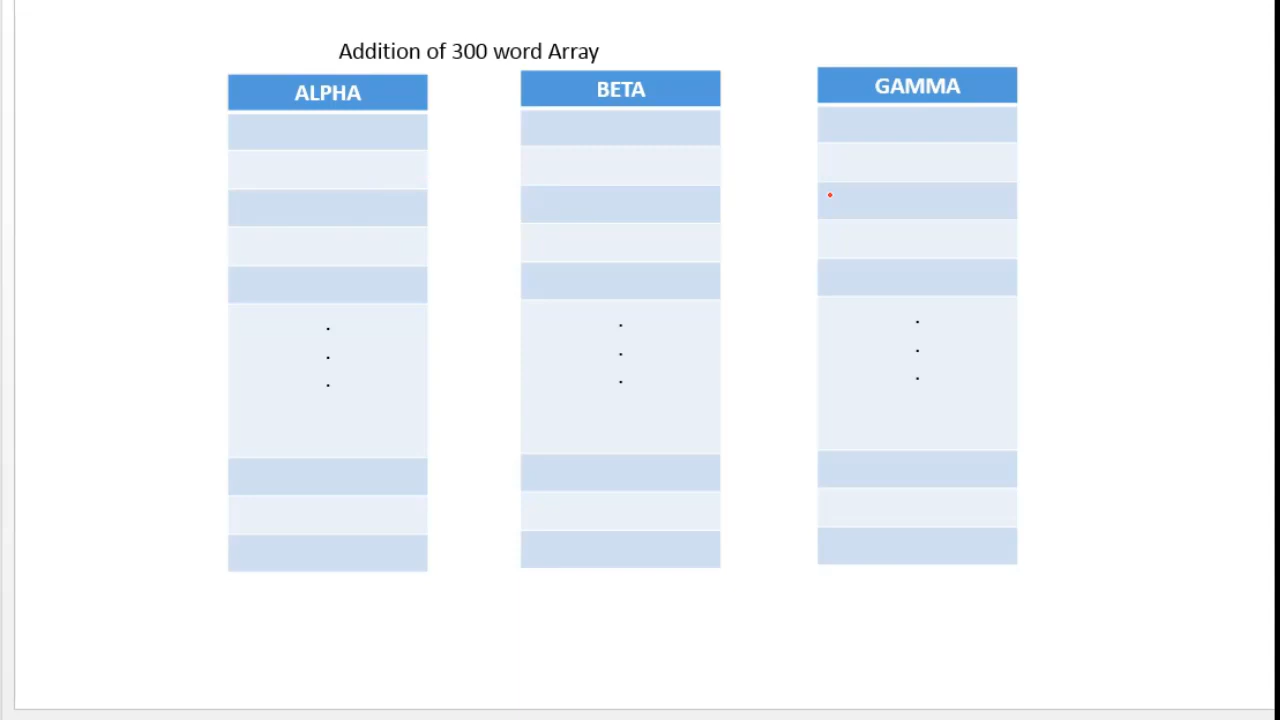 Addition of 300 word Array
ALPHA
BETA
GAMMA
.
.
.
.
.
.
.
.
.